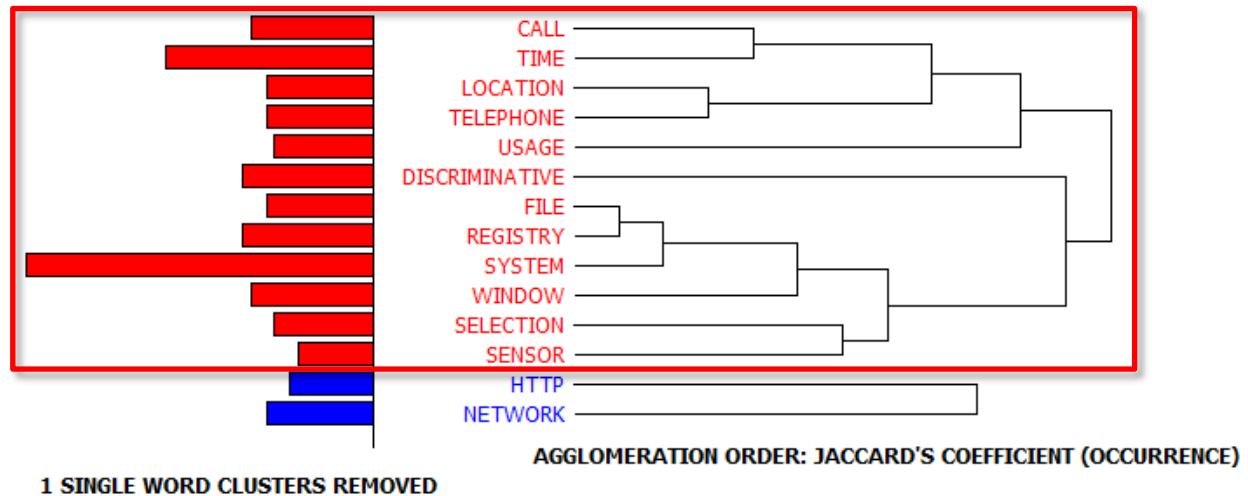 CALL
TIME
LOCATION
TELEPHONE
USAGE
DISCRIMINATIVE
FILE
REGISTRY
SYSTEM
WINDOW
SELECTION
SENSOR
HTTP
NETWORK
AGGLOMERATION ORDER: JACCARD'S COEFFICIENT (OCCURRENCE)
1 SINGLE WORD CLUSTERS REMOVED